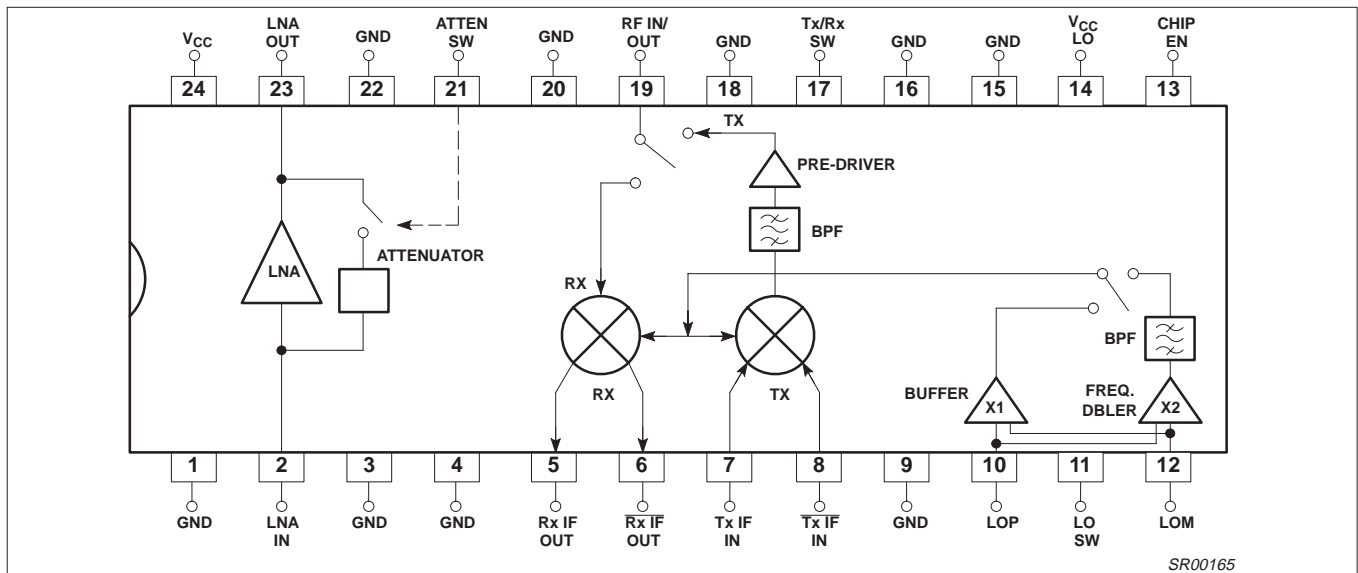 VCC
LNA
OUT
GND
ATTEN
SW
GND
RF IN/
OUT
GND
Tx/Rx
SW
GND
GND
VCC
LO
CHIP
EN
24
23
22
21
20
19
18
17
16
15
14
13
TX
PRE-DRIVER
BPF
LNA
ATTENUATOR
RX
RX
TX
BPF
BUFFER
X1
FREQ.
DBLER
X2
1
2
3
4
5
6
7
8
9
10
11
12
GND
LNA
IN
GND
GND
Rx IF
OUT
Rx IF
OUT
Tx IF
IN
Tx IF
IN
GND
LOP
LO
SW
LOM
SR00165